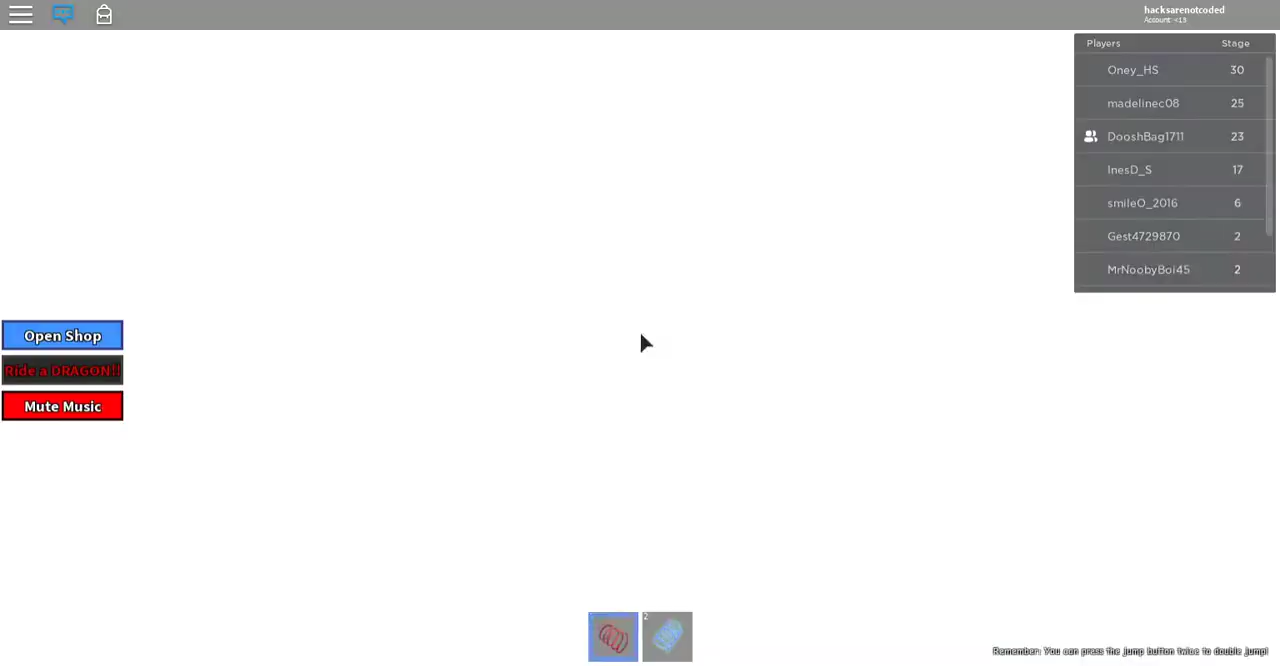 hacksarenotcoded
Account: <13
Players Stage
Oney_HS 30
madelinec08 25
DooshBag1711 23
InesD_S 17
smileO_2016 6
Gest4729870 2
MrNoobyBoi45 2
Open Shop
Ride a DRAGON!!
Mute Music
2
Remember: You can press the jump button twice to double jump!